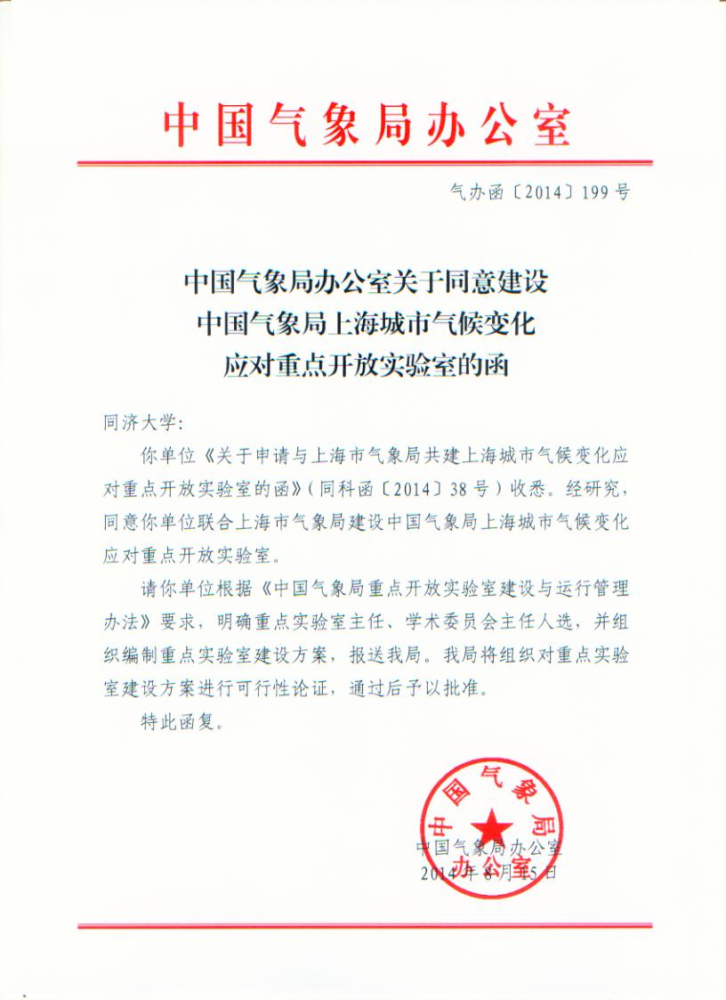 中国气象局办公室
气办函〔2014〕199 号
中国气象局办公室关于同意建设
中国气象局上海城市气候变化
应对重点开放实验室的函
同济大学：
你单位《关于申请与上海市气象局共建上海城市气候变化应
对重点开放实验室的函》（同科函〔2014〕38 号）收悉。经研究，
同意你单位联合上海市气象局建设中国气象局上海城市气候变化
应对重点开放实验室。
请你单位根据《中国气象局重点开放实验室建设与运行管理
办法》要求，明确重点实验室主任、学术委员会主任人选，并组
织编制重点实验室建设方案，报送我局。我局将组织对重点实验
室建设方案进行可行性论证，通过后予以批准。
特此函复。
中国气象局
办公室
中国气象局办公室
2014 年 8 月 15 日